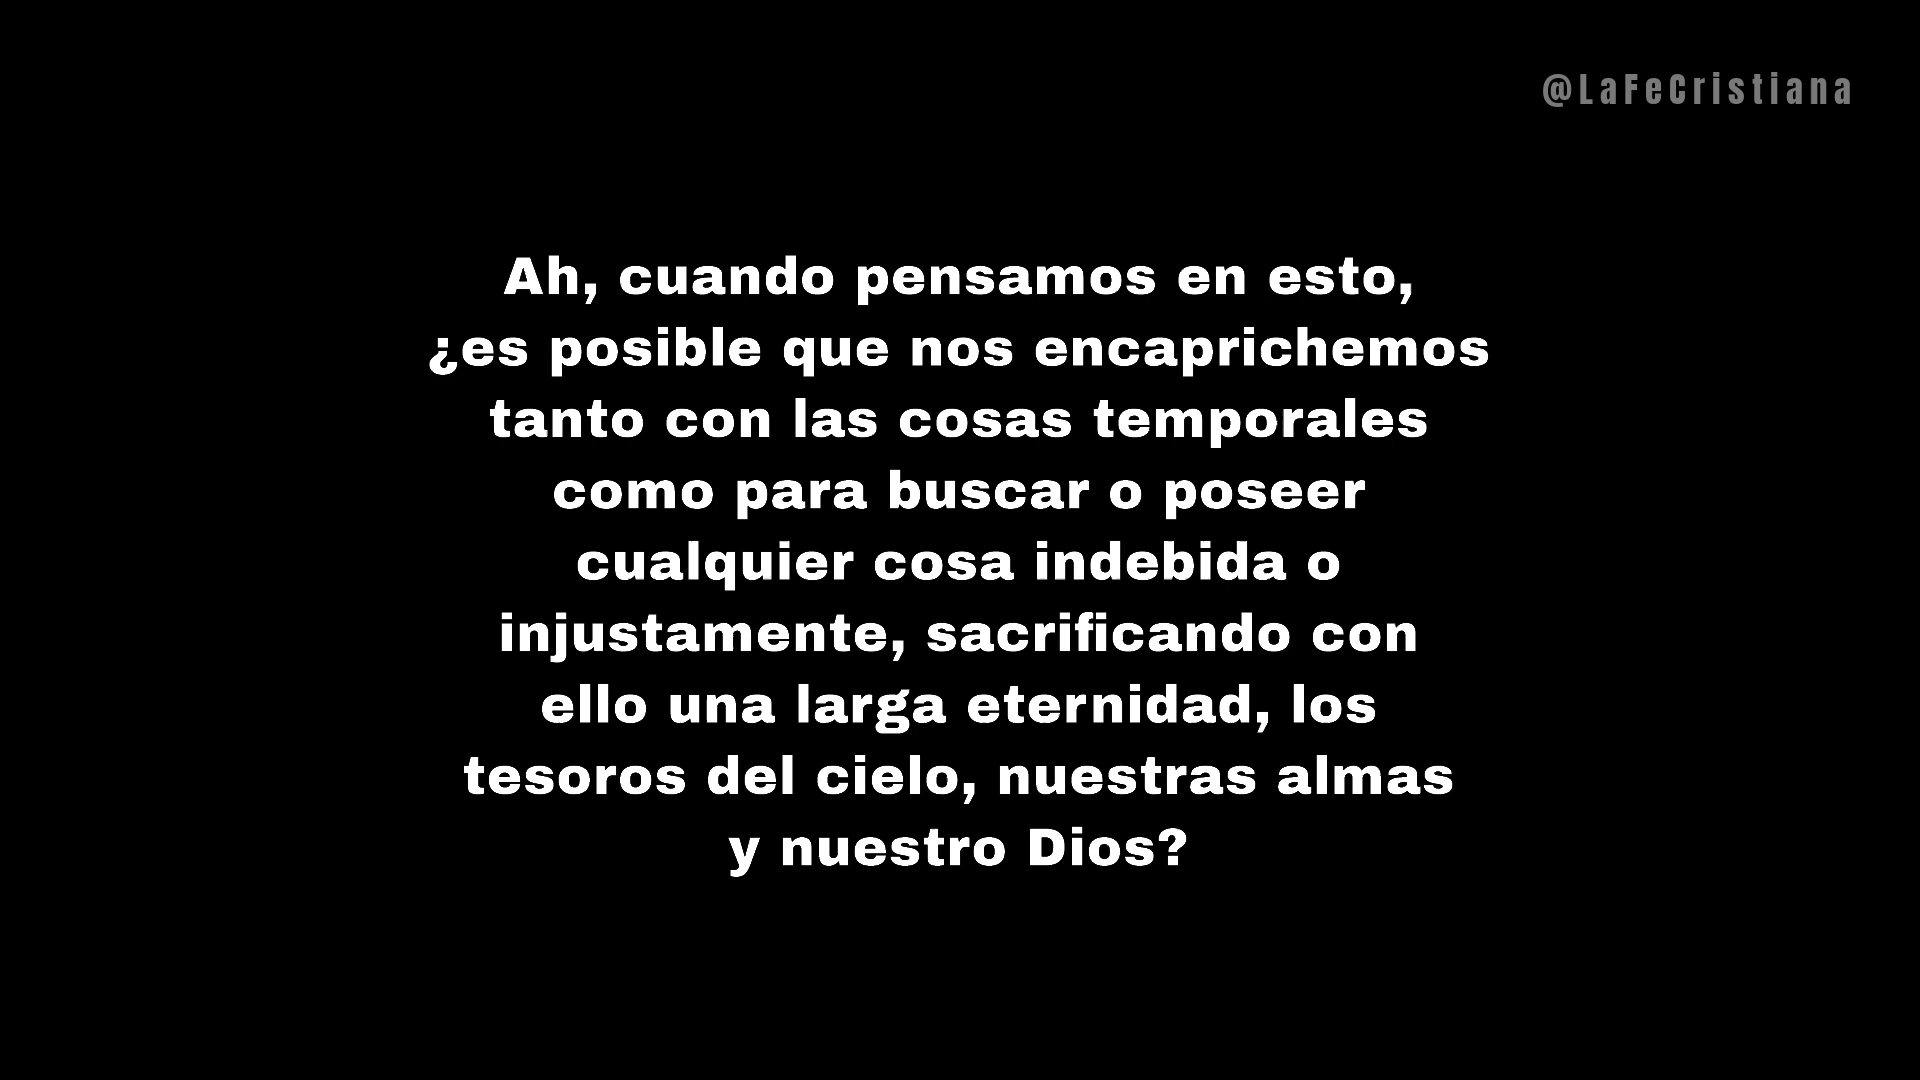 @LaFeCristiana
Ah, cuando pensamos en esto,
¿es posible que nos encaprichemos
tanto con las cosas temporales
como para buscar o poseer
cualquier cosa indebida o
injustamente, sacrificando con
ello una larga eternidad, los
tesoros del cielo, nuestras almas
y nuestro Dios?